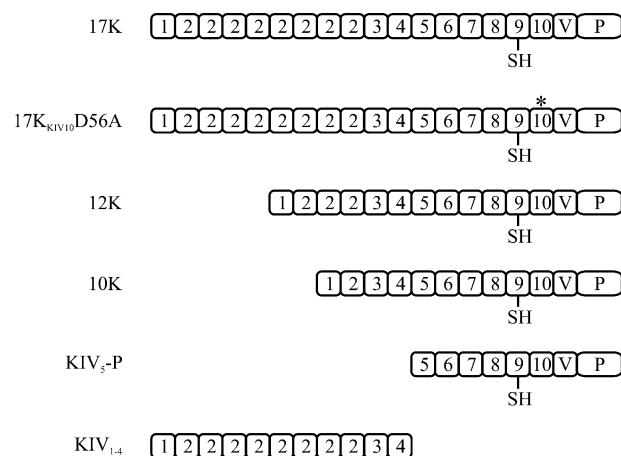 17K 1 2 2 2 2 2 2 2 2 3 4 5 6 7 8 9 10 V P
SH
*
17K_KIV10 D56A 1 2 2 2 2 2 2 2 2 3 4 5 6 7 8 9 10 V P
SH
12K 1 2 2 2 3 4 5 6 7 8 9 10 V P
SH
10K 1 2 3 4 5 6 7 8 9 10 V P
SH
KIV₅-P 5 6 7 8 9 10 V P
SH
KIV₁₋₄ 1 2 2 2 2 2 2 2 2 3 4